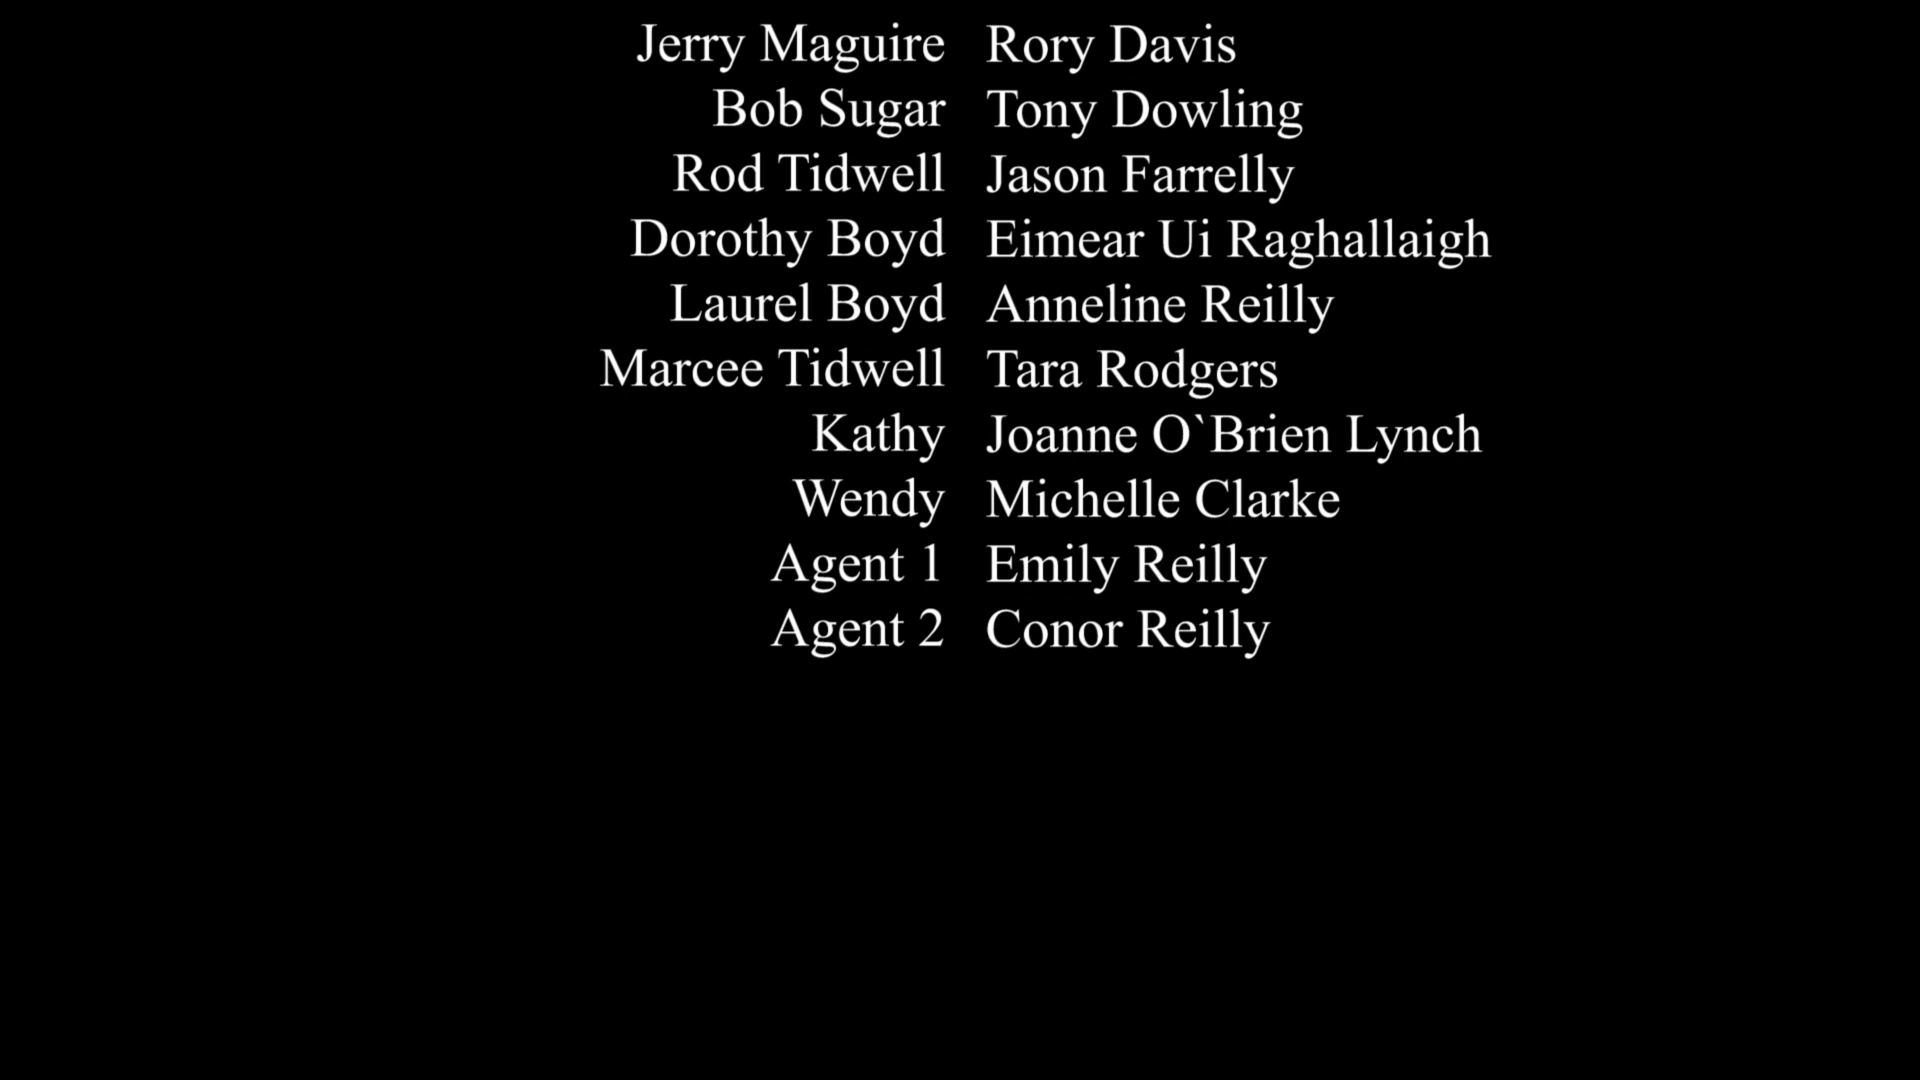 Jerry Maguire Rory Davis
Bob Sugar Tony Dowling
Rod Tidwell Jason Farrelly
Dorothy Boyd Eimear Ui Raghallaigh
Laurel Boyd Anneline Reilly
Marcee Tidwell Tara Rodgers
Kathy Joanne O`Brien Lynch
Wendy Michelle Clarke
Agent 1 Emily Reilly
Agent 2 Conor Reilly